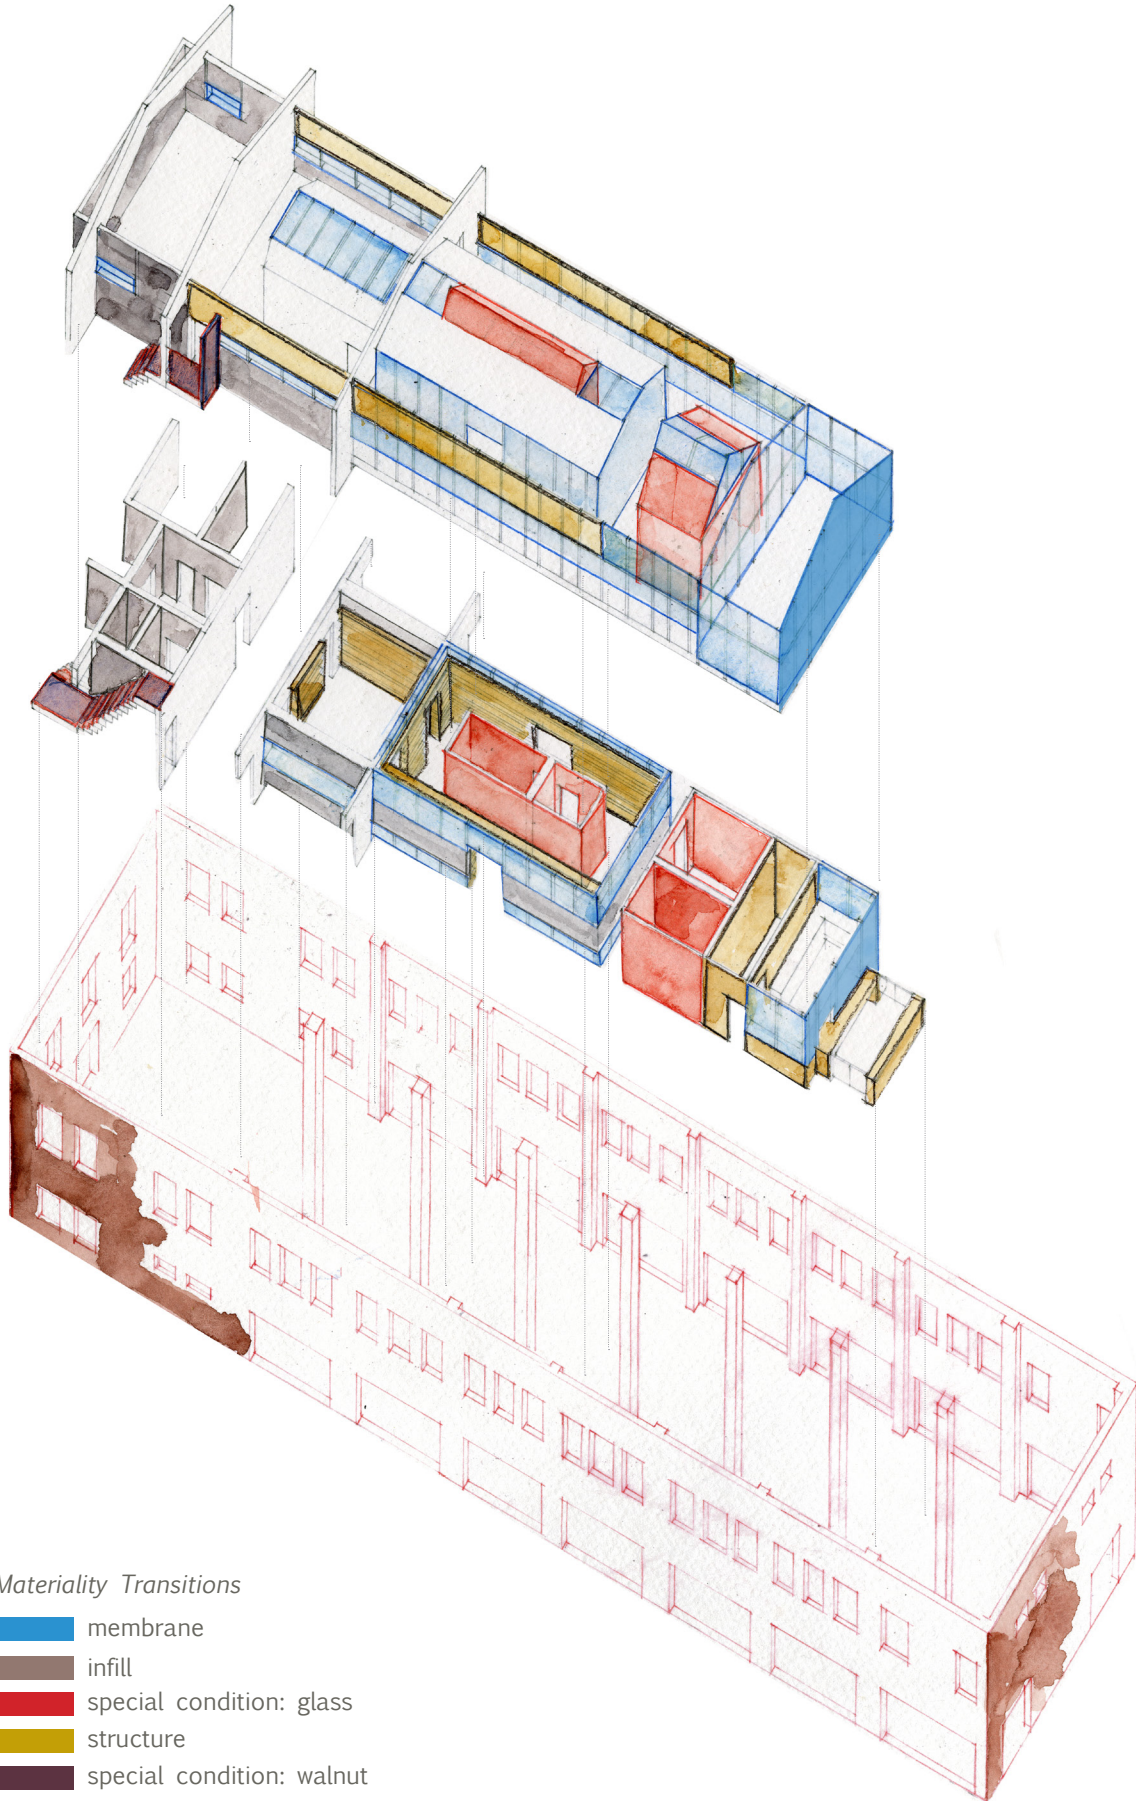 Materiality Transitions
membrane
infill
special condition: glass
structure
special condition: walnut